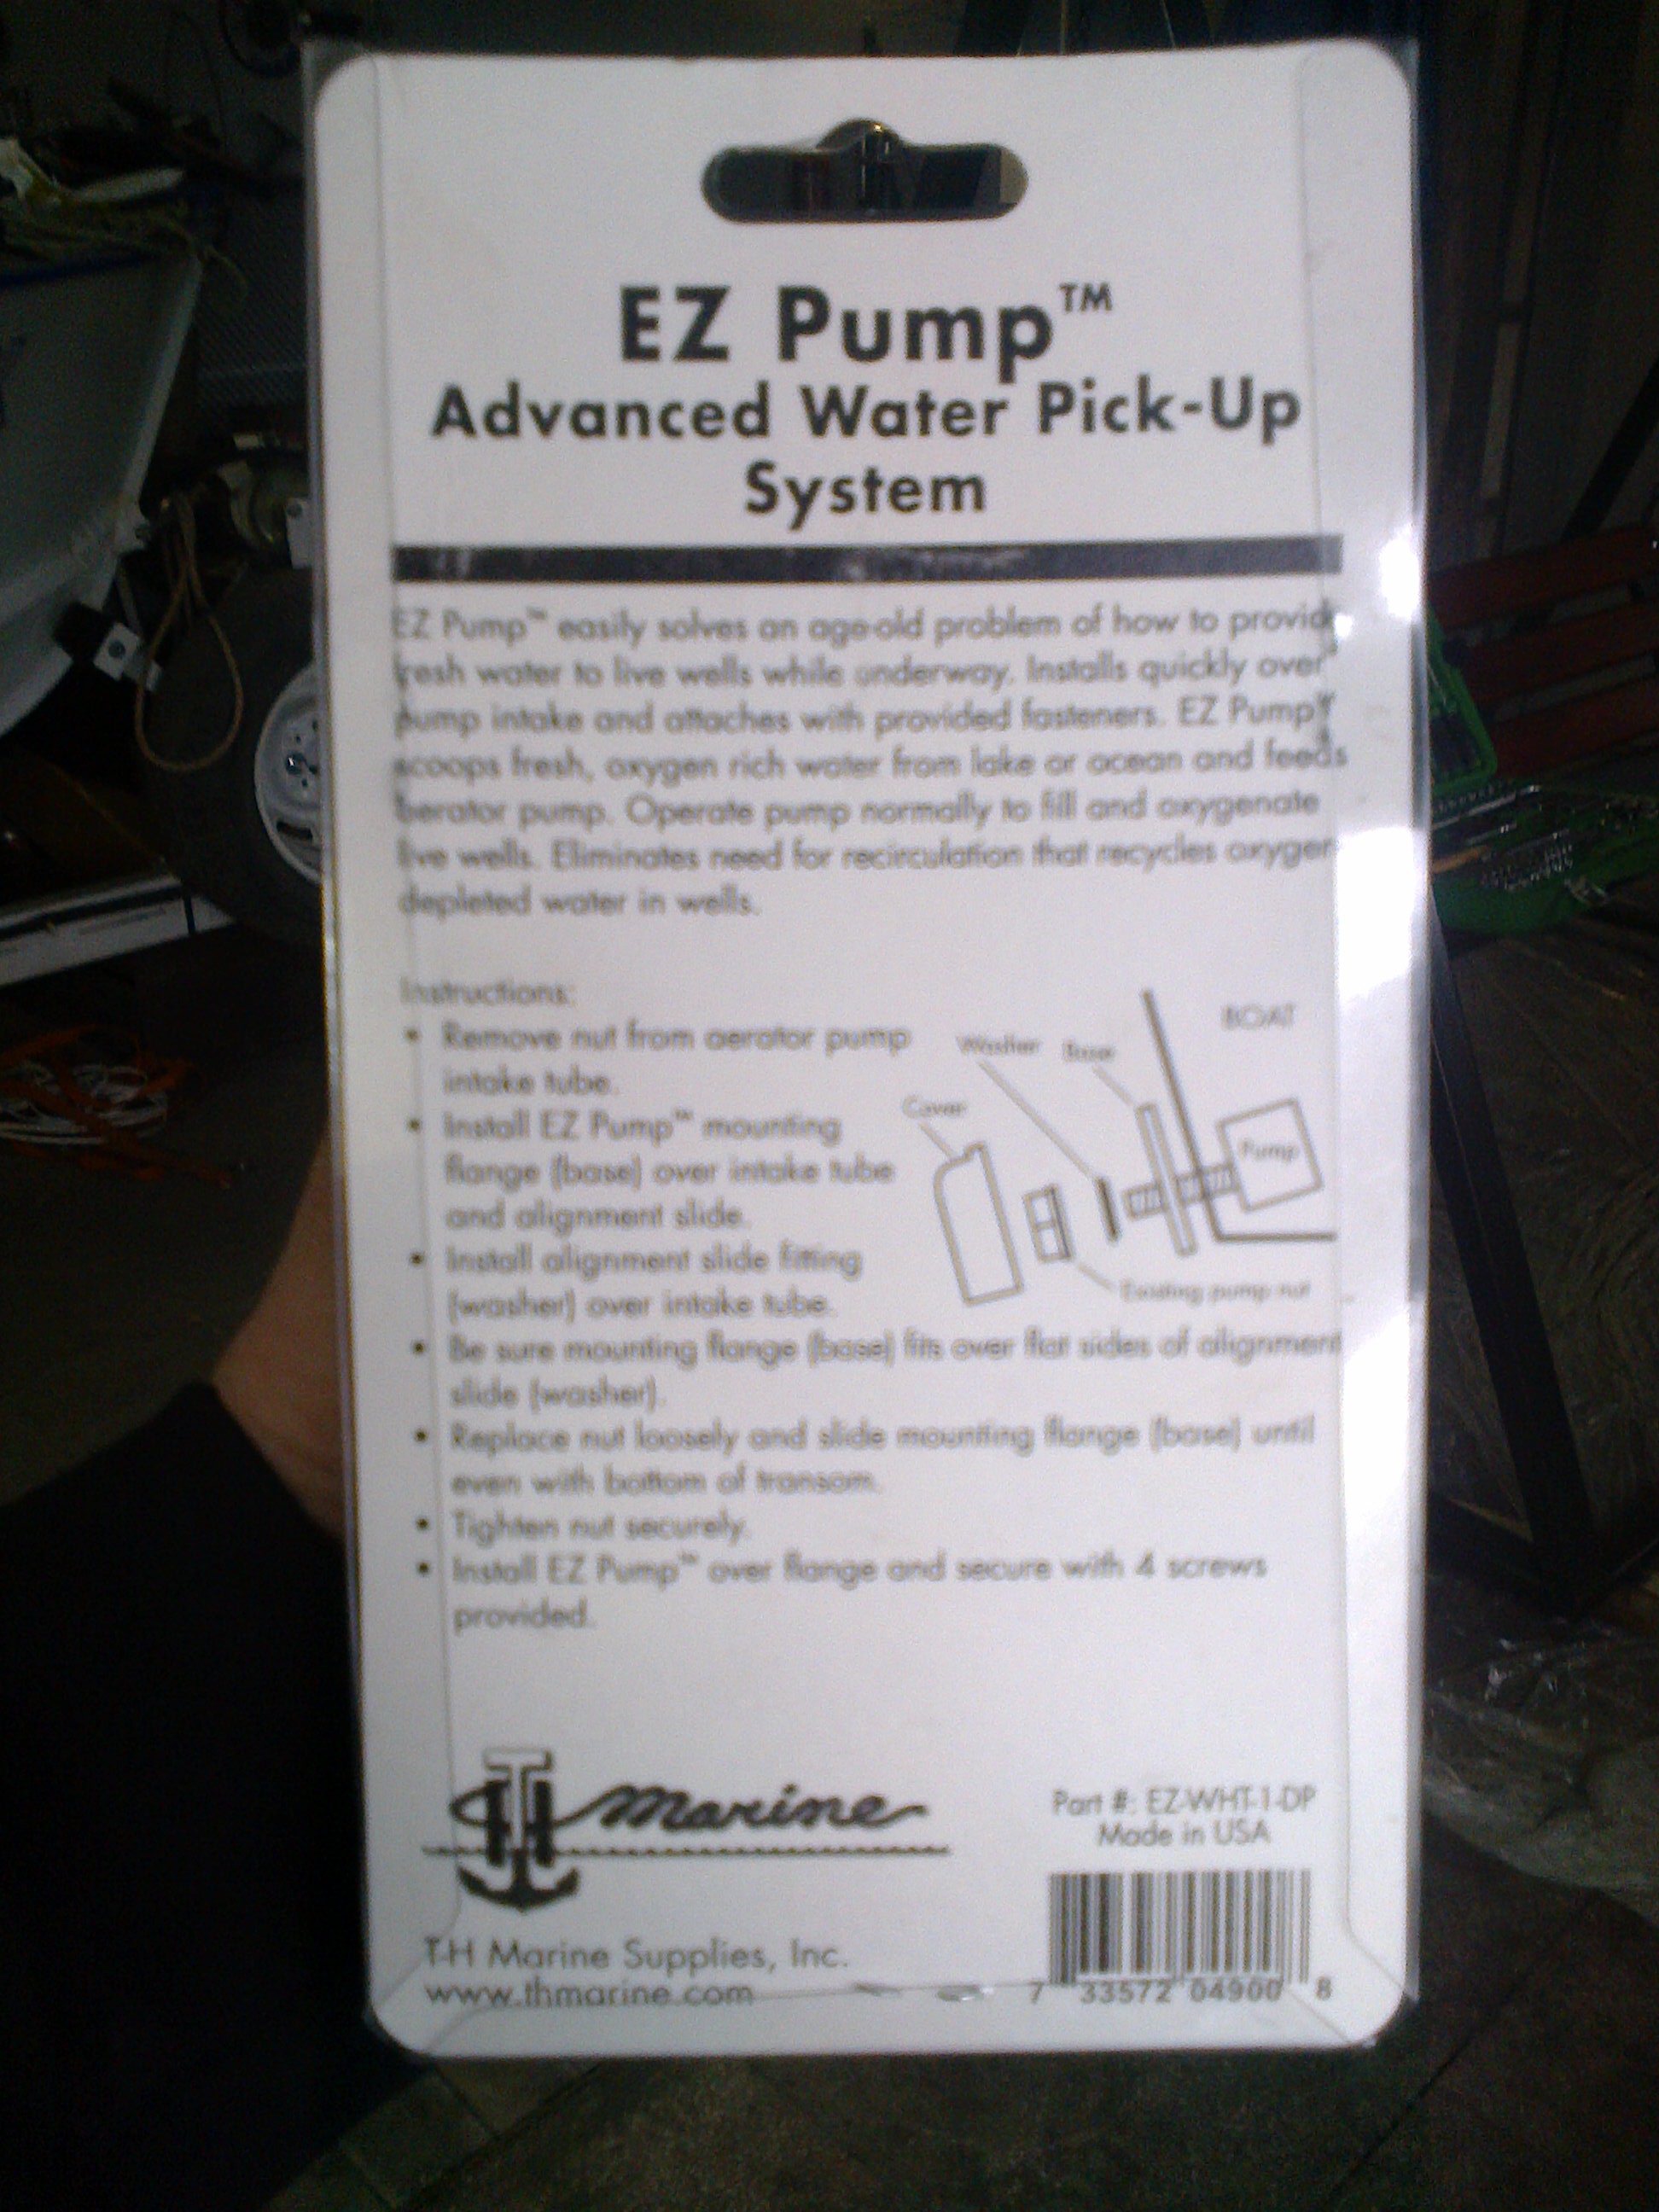 EZ Pump™
Advanced Water Pick-Up
System
EZ Pump™ easily solves an age-old problem of how to provide
fresh water to live wells while underway. Installs quickly over
pump intake and attaches with provided fasteners. EZ Pump™
scoops fresh, oxygen rich water from lake or ocean and feeds
aerator pump. Operate pump normally to fill and oxygenate
live wells. Eliminates need for recirculation that recycles oxygen
depleted water in wells.
Instructions:
• Remove nut from aerator pump
intake tube.
• Install EZ Pump™ mounting
flange (base) over intake tube
and alignment slide.
• Install alignment slide fitting
(washer) over intake tube.
• Be sure mounting flange (base) fits over flat sides of alignment
slide (washer).
• Replace nut loosely and slide mounting flange (base) until
even with bottom of transom.
• Tighten nut securely.
• Install EZ Pump™ over flange and secure with 4 screws
provided.
BOAT
Washer
Base
Cover
Pump
Existing pump nut
TH Marine
T-H Marine Supplies, Inc.
www.thmarine.com
Part #: EZ-WHT-1-DP
Made in USA
7 33572 04900 8